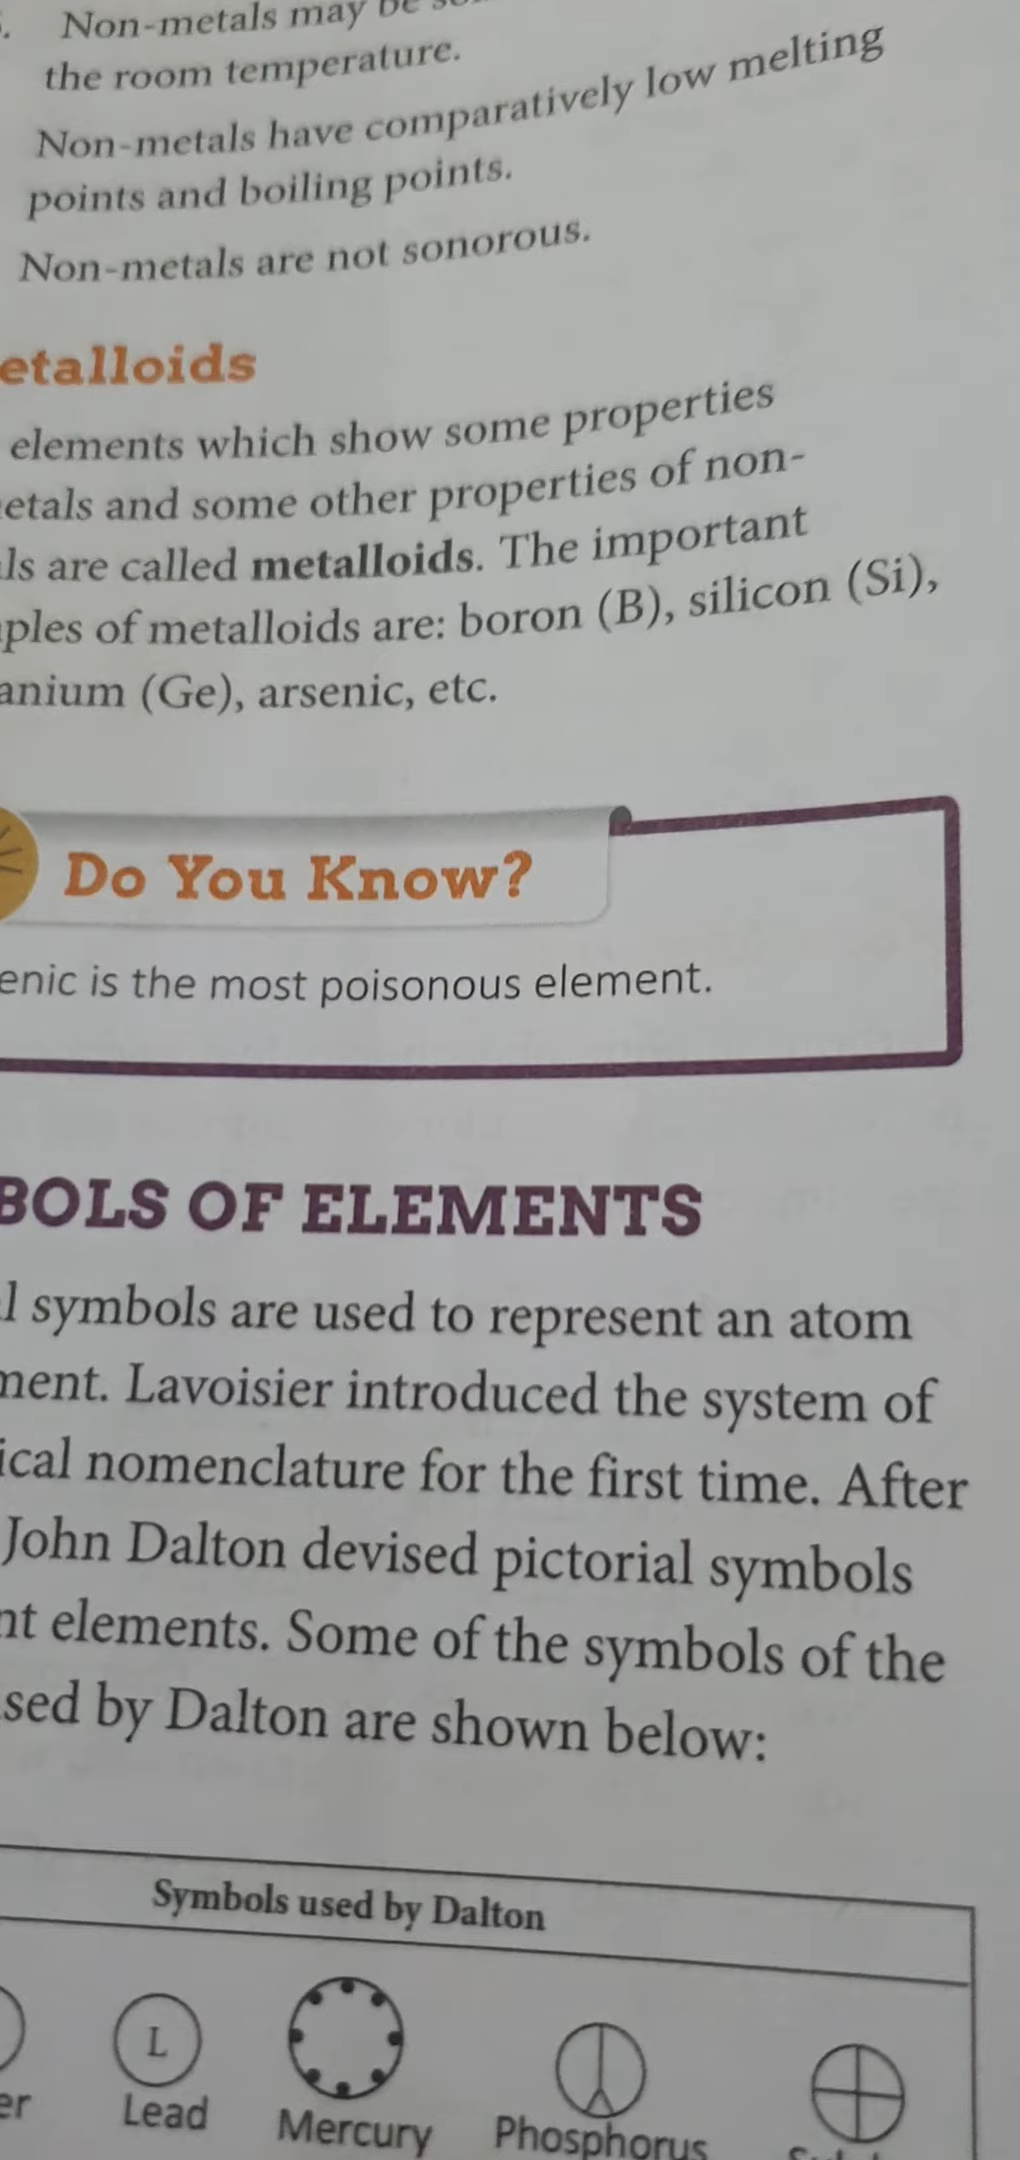 Non-metals may be
the room temperature.
Non-metals have comparatively low melting
points and boiling points.
Non-metals are not sonorous.
etalloids
elements which show some properties
etals and some other properties of non-
ls are called metalloids. The important
ples of metalloids are: boron (B), silicon (Si),
anium (Ge), arsenic, etc.
Do You Know?
enic is the most poisonous element.
BOLS OF ELEMENTS
l symbols are used to represent an atom
ment. Lavoisier introduced the system of
ical nomenclature for the first time. After
John Dalton devised pictorial symbols
nt elements. Some of the symbols of the
sed by Dalton are shown below:
Symbols used by Dalton
L
er Lead Mercury Phosphorus